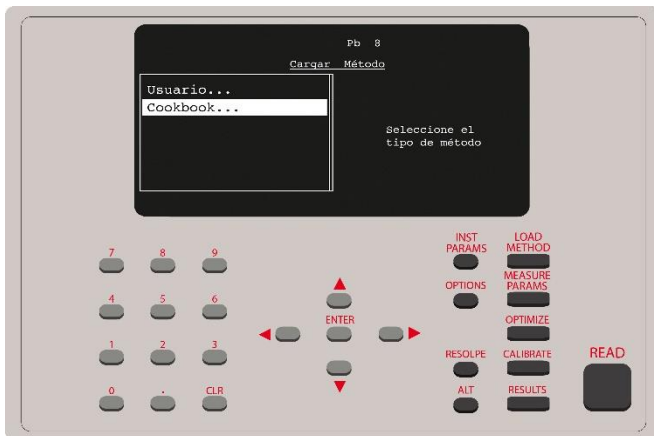 Pb 8
Cargar Método
Usuario...
Cookbook...
Seleccione el
tipo de método
INST
PARAMS
LOAD
METHOD
7 8 9
OPTIONS
MEASURE
PARAMS
4 5 6
ENTER
OPTIMIZE
1 2 3
RESOLPE
CALIBRATE
READ
0 . CLR
ALT
RESULTS